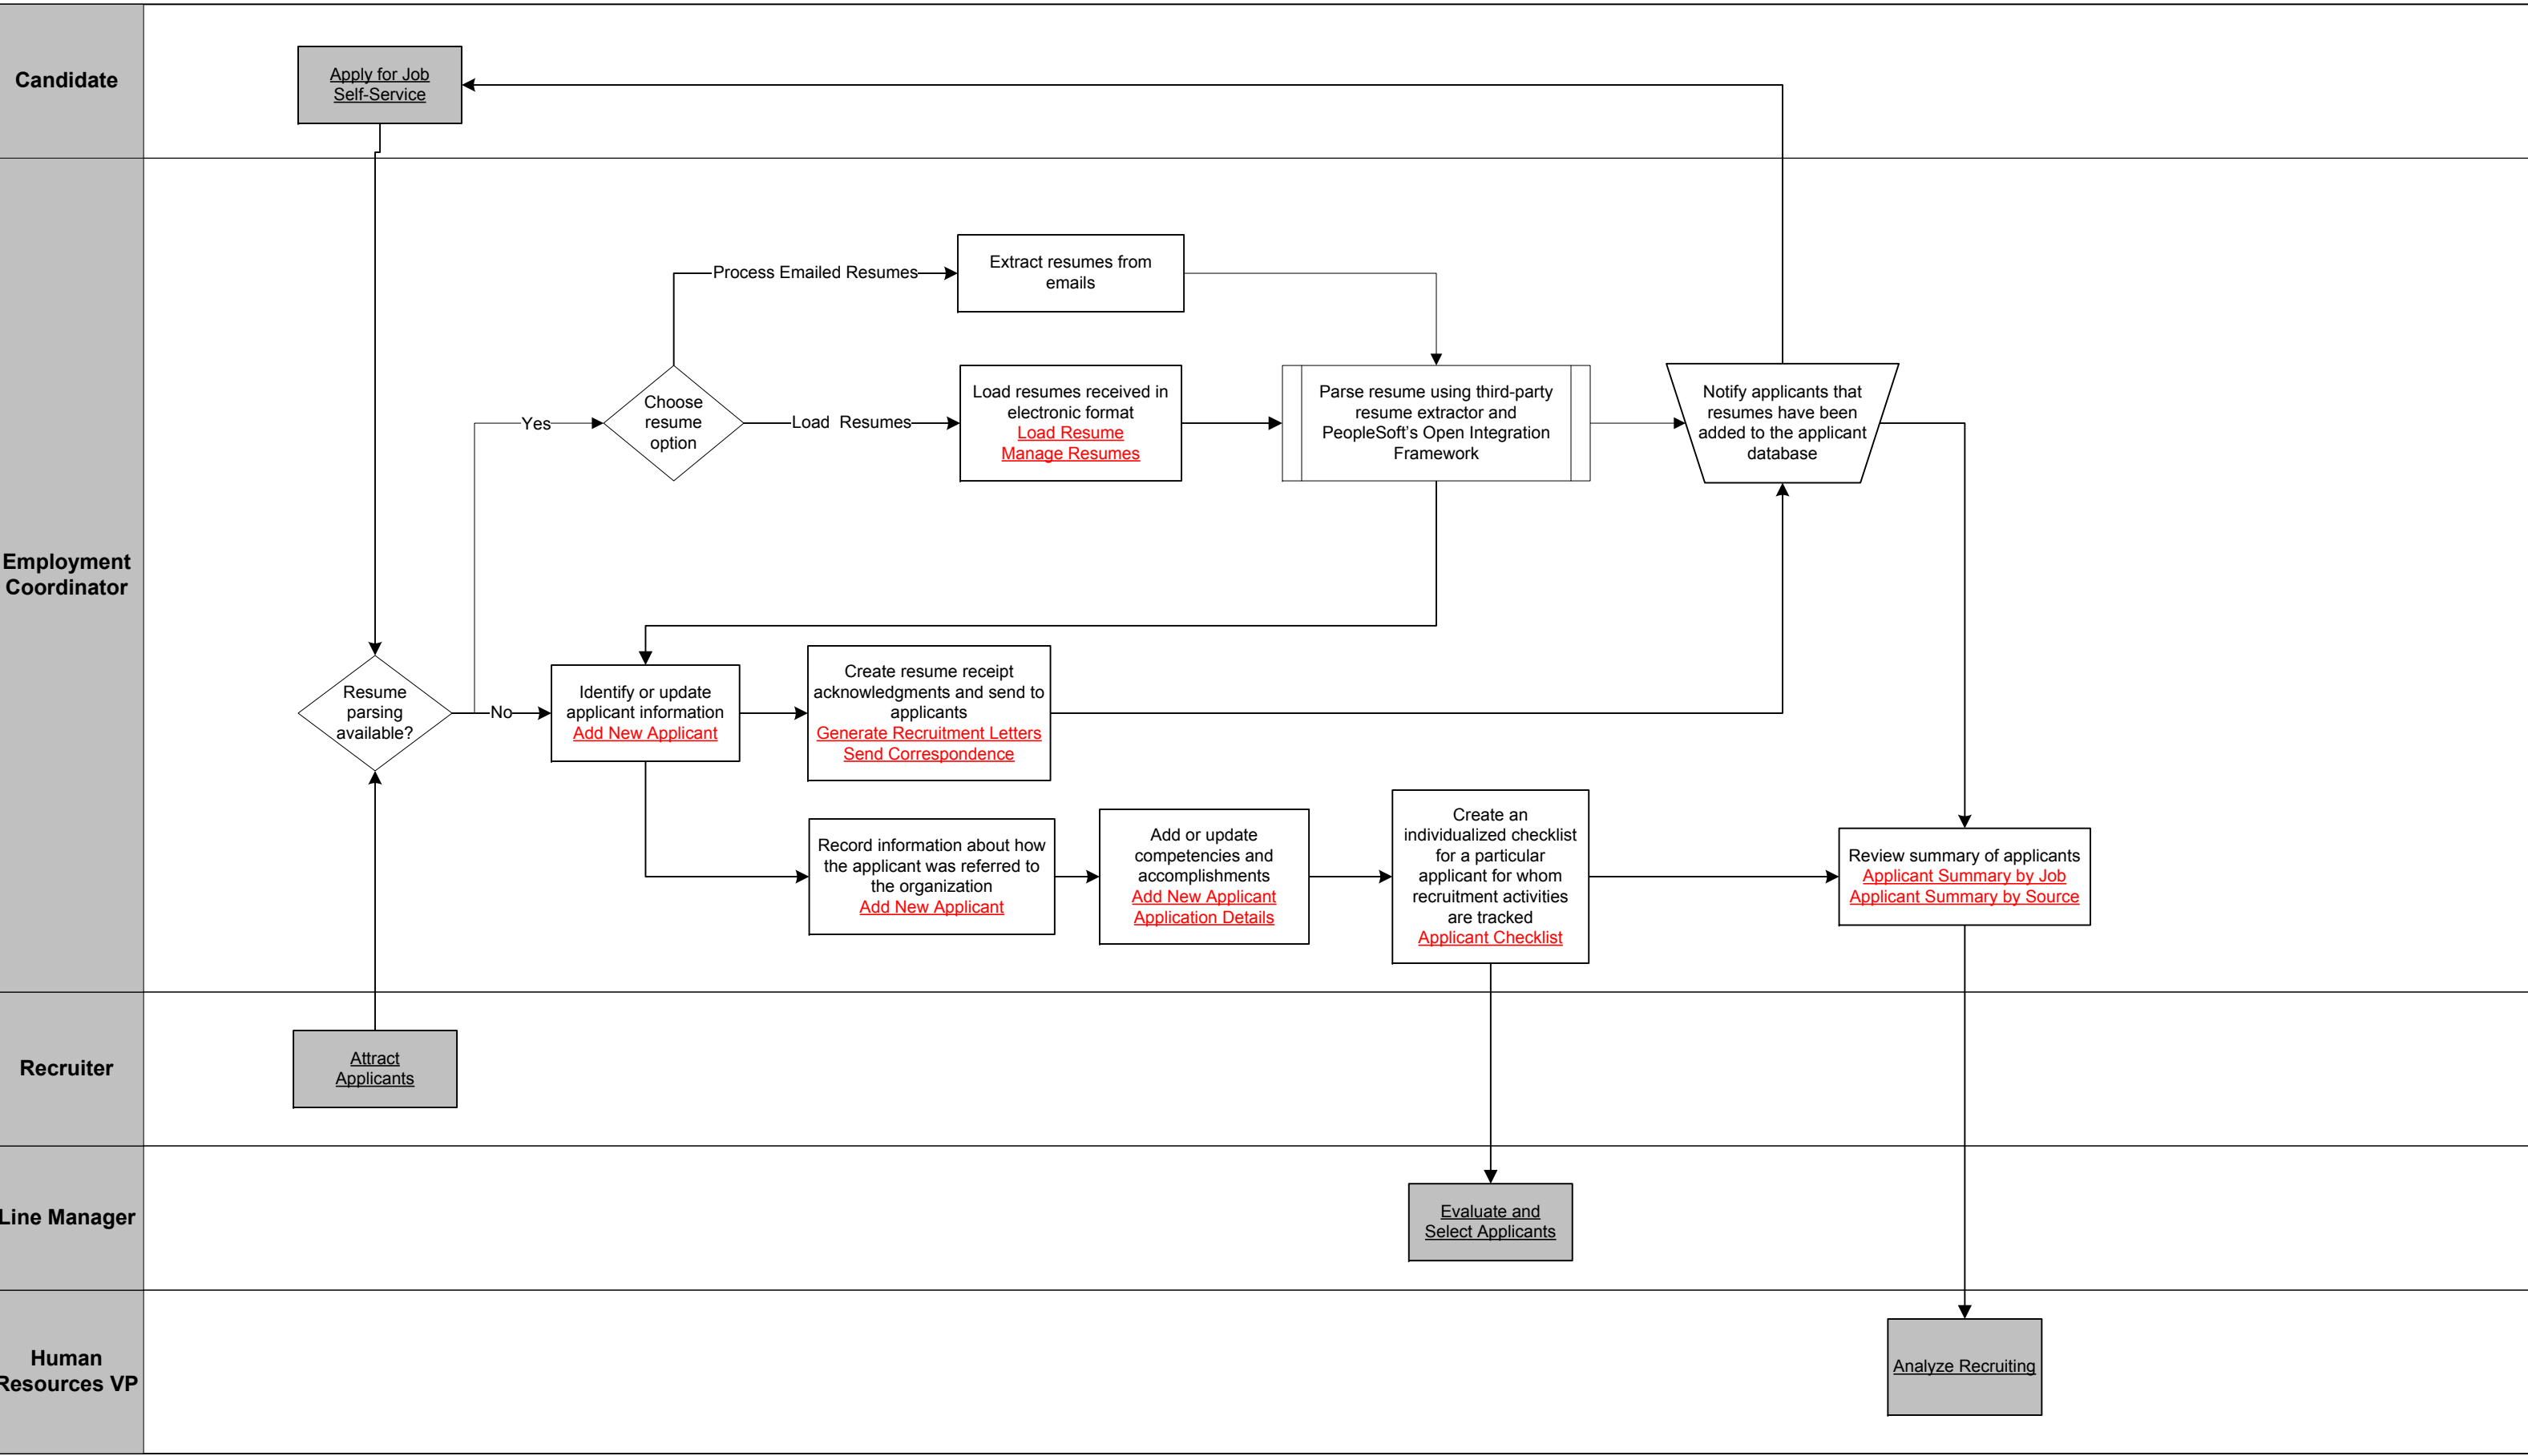 Candidate
Apply for Job
Self-Service
Employment
Coordinator
Process Emailed Resumes
Extract resumes from
emails
Yes
Choose
resume
option
Load  Resumes
Load resumes received in
electronic format
Load Resume
Manage Resumes
Parse resume using third-party
resume extractor and
PeopleSoft's Open Integration
Framework
Notify applicants that
resumes have been
added to the applicant
database
Resume
parsing
available?
No
Identify or update
applicant information
Add New Applicant
Create resume receipt
acknowledgments and send to
applicants
Generate Recruitment Letters
Send Correspondence
Record information about how
the applicant was referred to
the organization
Add New Applicant
Add or update
competencies and
accomplishments
Add New Applicant
Application Details
Create an
individualized checklist
for a particular
applicant for whom
recruitment activities
are tracked
Applicant Checklist
Review summary of applicants
Applicant Summary by Job
Applicant Summary by Source
Recruiter
Attract
Applicants
Line Manager
Evaluate and
Select Applicants
Human
Resources VP
Analyze Recruiting